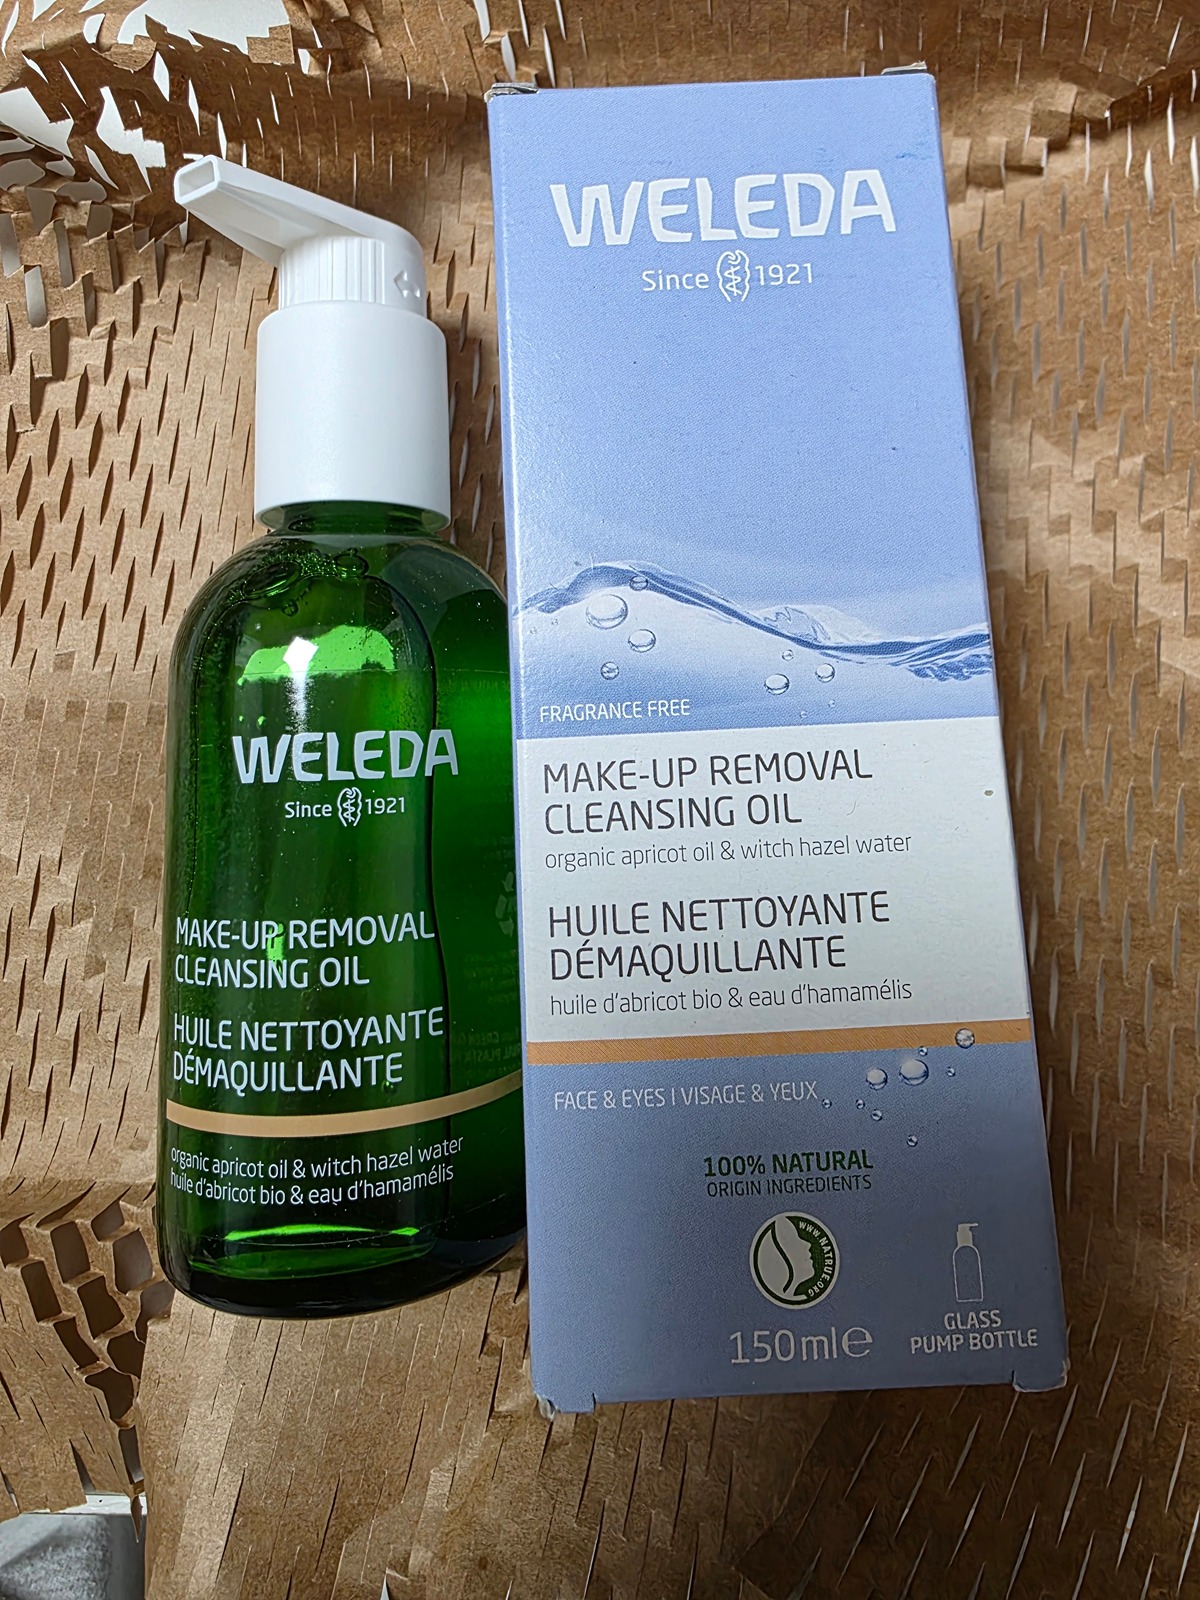 WELEDA
Since 1921
MAKE-UP REMOVAL
CLEANSING OIL
HUILE NETTOYANTE
DÉMAQUILLANTE
organic apricot oil & witch hazel water
huile d'abricot bio & eau d'hamamélis
WELEDA
Since 1921
FRAGRANCE FREE
MAKE-UP REMOVAL
CLEANSING OIL
organic apricot oil & witch hazel water
HUILE NETTOYANTE
DÉMAQUILLANTE
huile d'abricot bio & eau d'hamamélis
FACE & EYES | VISAGE & YEUX
100% NATURAL
ORIGIN INGREDIENTS
WWW.NATRUE.ORG
150ml℮
GLASS
PUMP BOTTLE